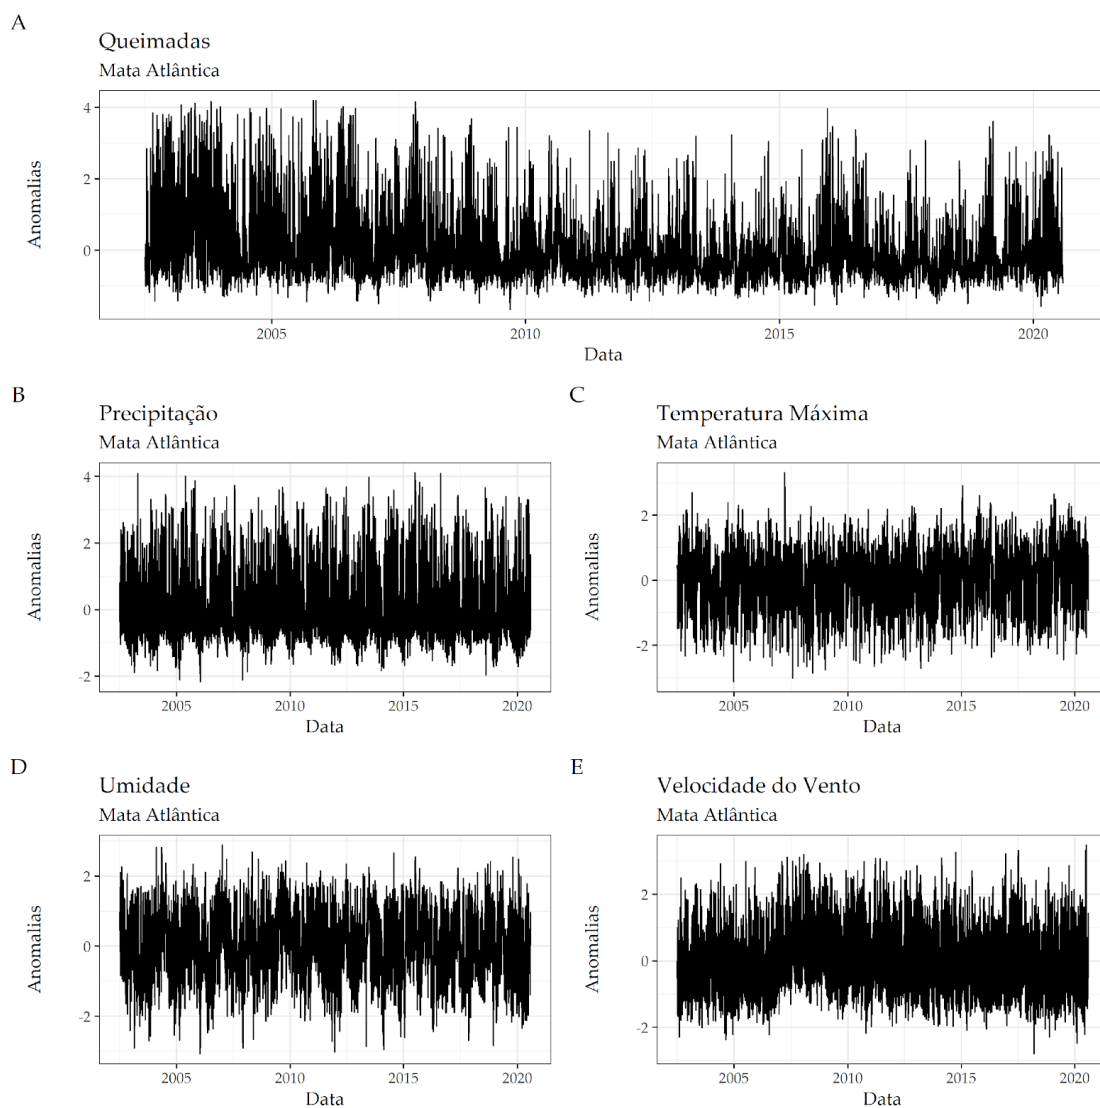 A
Queimadas
Mata Atlântica
Anomalias
4
2
0
2005
2010
2015
2020
Data
B
Precipitação
Mata Atlântica
Anomalias
4
2
0
-2
2005
2010
2015
2020
Data
C
Temperatura Máxima
Mata Atlântica
Anomalias
2
0
-2
2005
2010
2015
2020
Data
D
Umidade
Mata Atlântica
Anomalias
2
0
-2
2005
2010
2015
2020
Data
E
Velocidade do Vento
Mata Atlântica
Anomalias
2
0
-2
2005
2010
2015
2020
Data